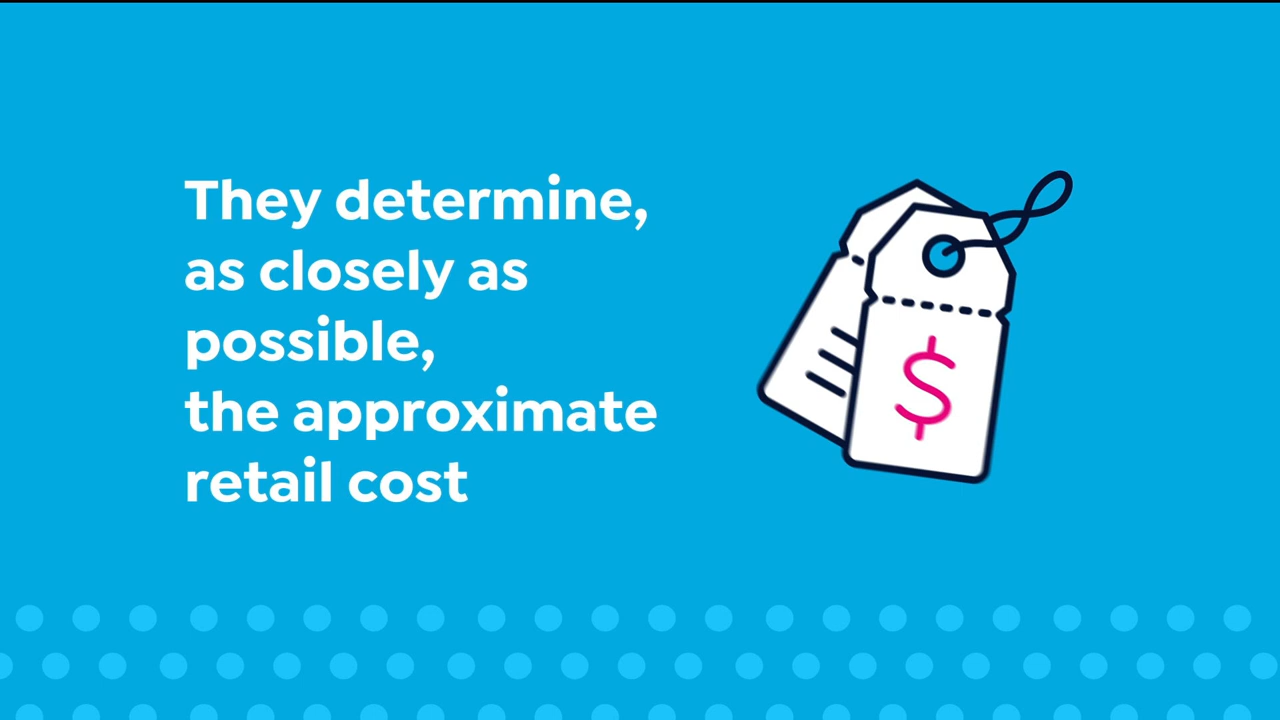 They determine,
as closely as
possible,
the approximate
retail cost
$